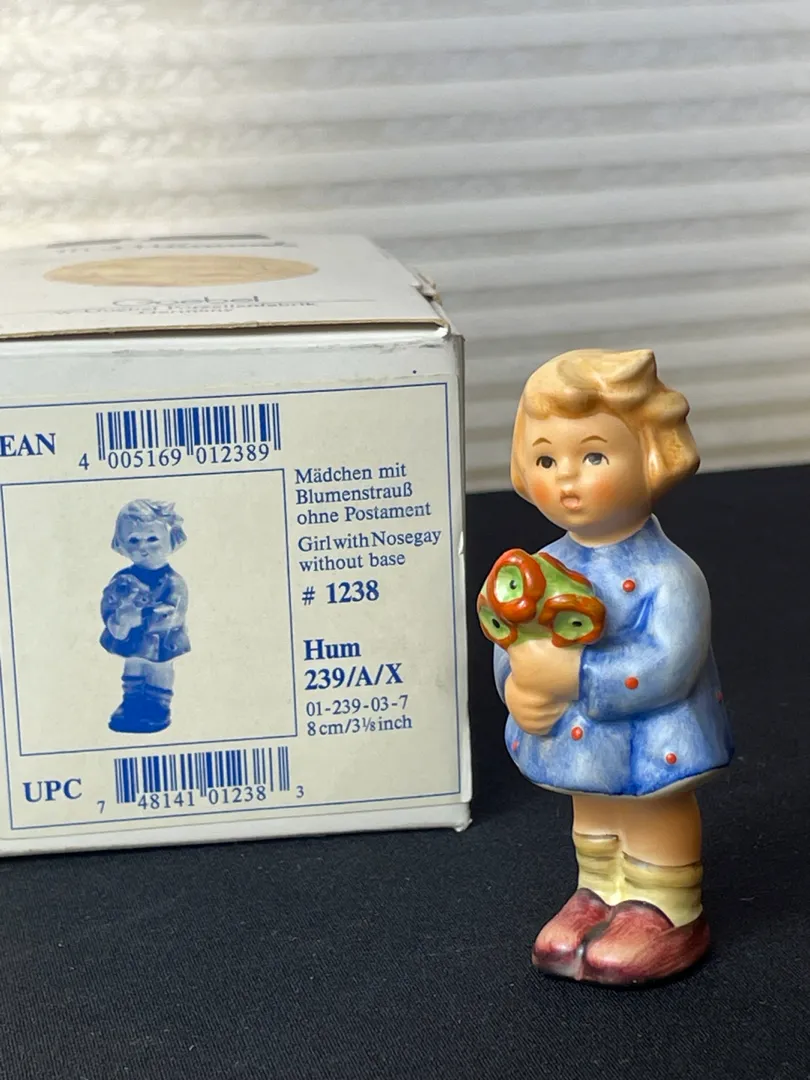 Goebel
EAN
4 005169 012389
Mädchen mit
Blumenstrauß
ohne Postament
Girl with Nosegay
without base
# 1238
Hum
239/A/X
01-239-03-7
8 cm/3⅛ inch
UPC
7 48141 01238 3